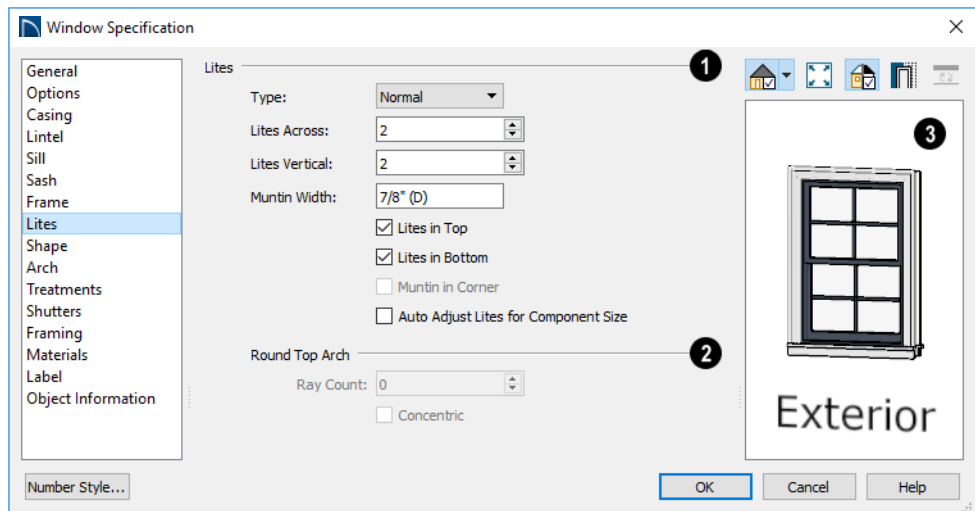 Window Specification
General
Options
Casing
Lintel
Sill
Sash
Frame
Lites
Shape
Arch
Treatments
Shutters
Framing
Materials
Label
Object Information
Lites
1
Type: Normal
Lites Across: 2
Lites Vertical: 2
Muntin Width: 7/8" (D)
Lites in Top
Lites in Bottom
Muntin in Corner
Auto Adjust Lites for Component Size
Round Top Arch
2
Ray Count: 0
Concentric
3
Exterior
Number Style...
OK
Cancel
Help